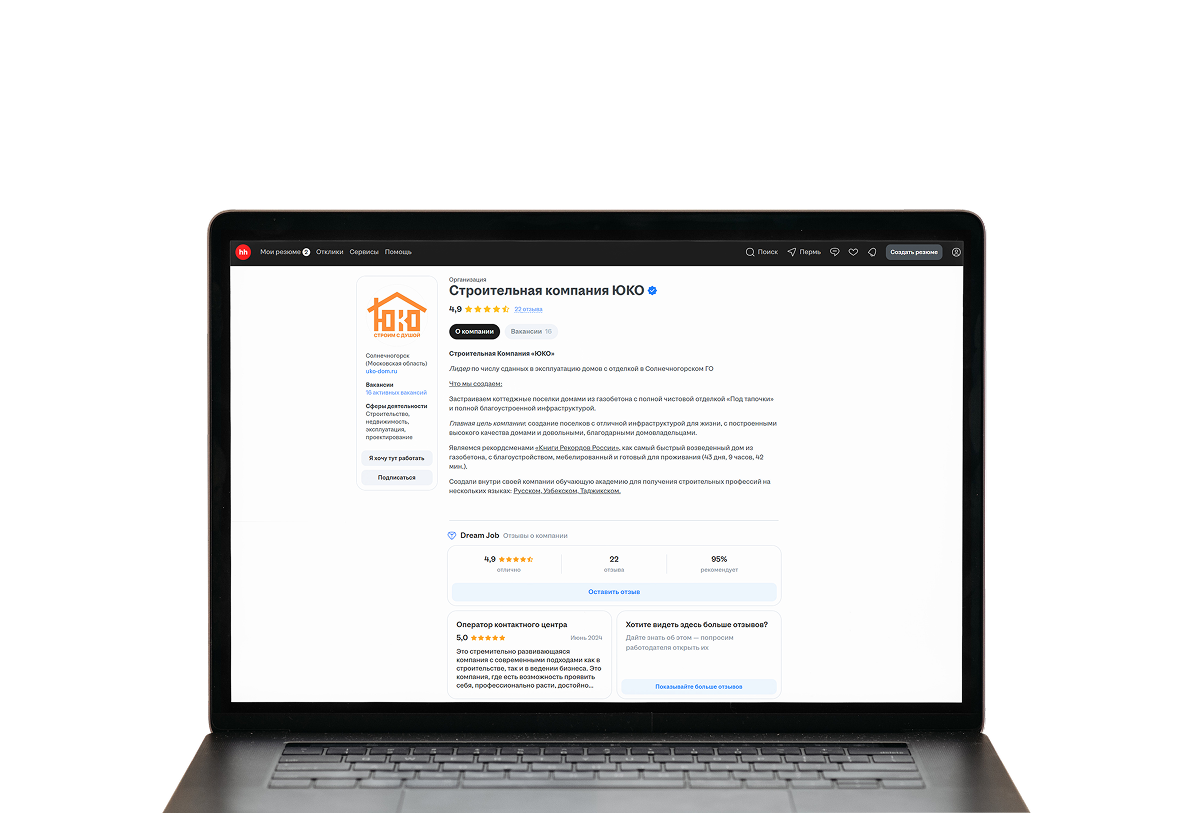 hh Мои резюме 2 Отклики Сервисы Помощь Поиск Пермь Создать резюме
ЮКО
СТРОИМ С ДУШОЙ
Солнечногорск
(Московская область)
uko-dom.ru
Вакансии
16 активных вакансий
Сферы деятельности
Строительство,
недвижимость,
эксплуатация,
проектирование
Я хочу тут работать
Подписаться
Организация
Строительная компания ЮКО
4,9 22 отзыва
О компании Вакансии 16
Строительная Компания «ЮКО»
Лидер по числу сданных в эксплуатацию домов с отделкой в Солнечногорском ГО
Что мы создаем:
Застраиваем коттеджные поселки домами из газобетона с полной чистовой отделкой «Под тапочки»
и полной благоустроенной инфраструктурой.
Главная цель компании: создание поселков с отличной инфраструктурой для жизни, с построенными
высокого качества домами и довольными, благодарными домовладельцами.
Являемся рекордсменами «Книги Рекордов России», как самый быстрый возведенный дом из
газобетона, с благоустройством, мебелированный и готовый для проживания (43 дня, 9 часов, 42
мин.).
Создали внутри своей компании обучающую академию для получения строительных профессий на
нескольких языках: Русском, Узбекском, Таджикском.
Dream Job Отзывы о компании
4,9
отлично
22
отзыва
95%
рекомендует
Оставить отзыв
Оператор контактного центра
5,0 Июнь 2024
Это стремительно развивающаяся
компания с современными подходами как в
строительстве, так и в ведении бизнеса. Это
компания, где есть возможность проявить
себя, профессионально расти, достойно...
Хотите видеть здесь больше отзывов?
Дайте знать об этом — попросим
работодателя открыть их
Показывайте больше отзывов